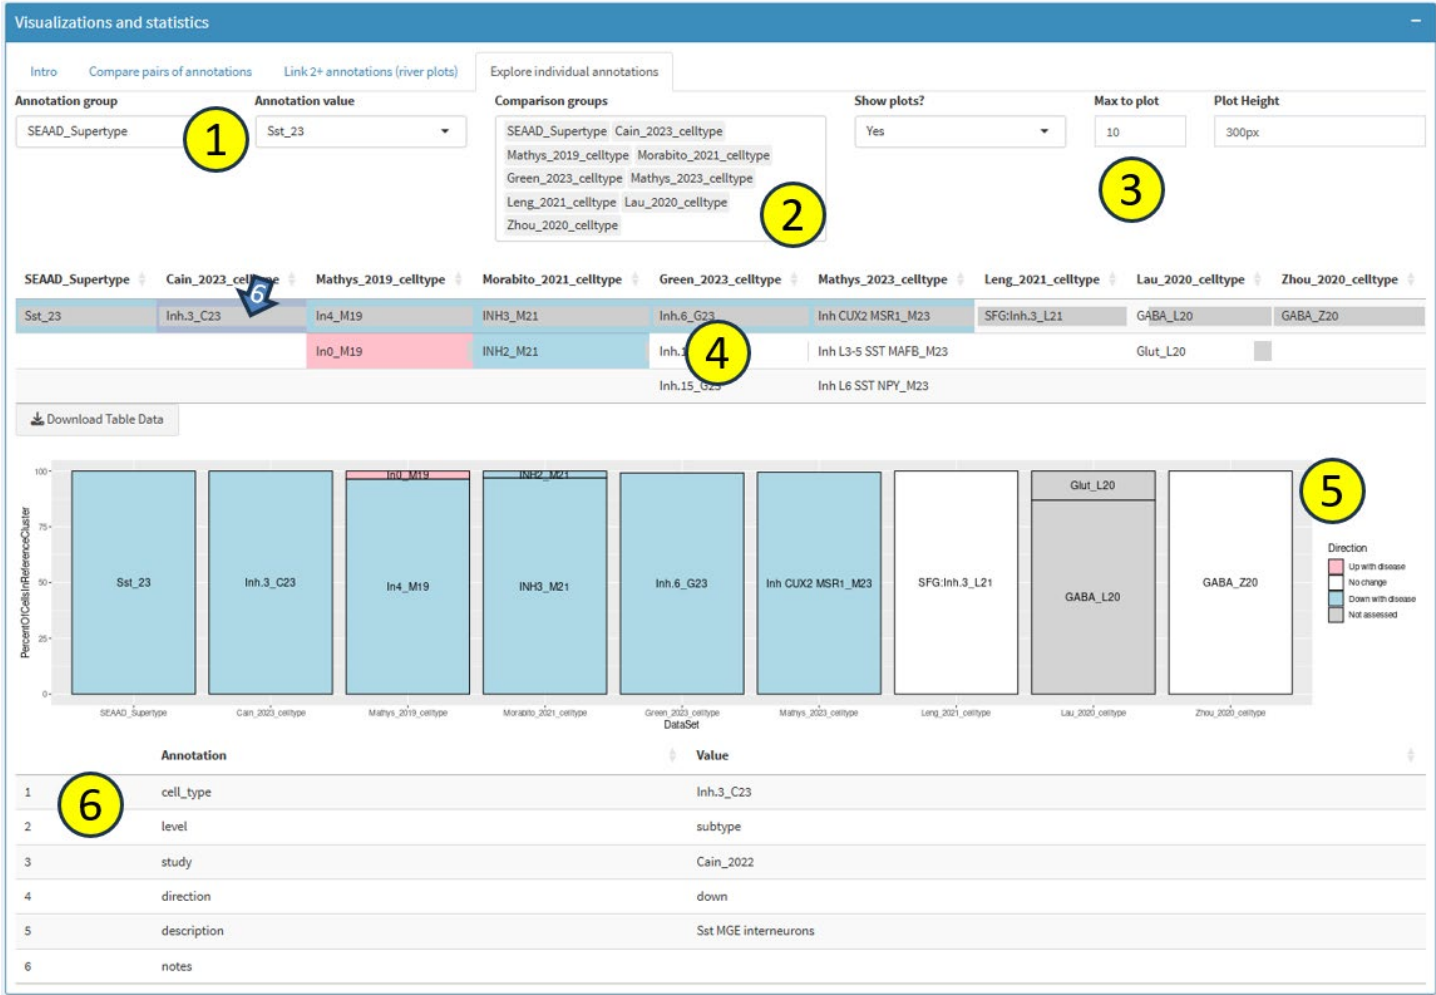 Visualizations and statistics
Intro Compare pairs of annotations Link 2+ annotations (river plots) Explore individual annotations
Annotation group Annotation value Comparison groups Show plots? Max to plot Plot Height
SEAAD_Supertype 1 Sst_23 SEAAD_Supertype Cain_2023_celltype Yes 10 300px
Mathys_2019_celltype Morabito_2021_celltype
Green_2023_celltype Mathys_2023_celltype
Leng_2021_celltype Lau_2020_celltype 2 3
Zhou_2020_celltype
SEAAD_Supertype Cain_2023_celltype Mathys_2019_celltype Morabito_2021_celltype Green_2023_celltype Mathys_2023_celltype Leng_2021_celltype Lau_2020_celltype Zhou_2020_celltype
6
Sst_23 Inh.3_C23 In4_M19 INH3_M21 Inh.6_G23 Inh CUX2 MSR1_M23 SFG:Inh.3_L21 GABA_L20 GABA_Z20
In0_M19 INH2_M21 4 Inh L3-5 SST MAFB_M23 Glut_L20
Inh.15_G23 Inh L6 SST NPY_M23
Download Table Data
PercentOfCellsInReferenceCluster
100
75
50
25
0
In0_M19 INH2_M21 Glut_L20 5
Sst_23 Inh.3_C23 In4_M19 INH3_M21 Inh.6_G23 Inh CUX2 MSR1_M23 SFG:Inh.3_L21 GABA_L20 GABA_Z20
Direction
Up with disease
No change
Down with disease
Not assessed
SEAAD_Supertype Cain_2023_celltype Mathys_2019_celltype Morabito_2021_celltype Green_2023_celltype Mathys_2023_celltype Leng_2021_celltype Lau_2020_celltype Zhou_2020_celltype
DataSet
Annotation Value
1 cell_type Inh.3_C23
6
2 level subtype
3 study Cain_2022
4 direction down
5 description Sst MGE interneurons
6 notes